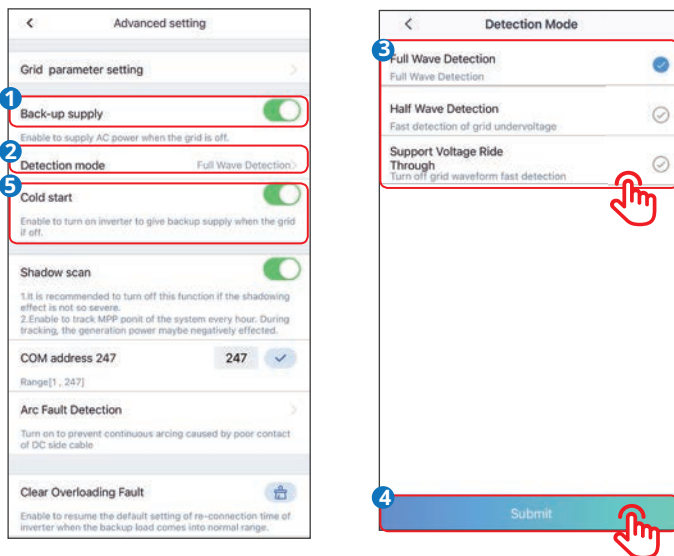 Advanced setting
Grid parameter setting
1
Back-up supply
Enable to supply AC power when the grid is off.
2
Detection mode
Full Wave Detection
5
Cold start
Enable to turn on inverter to give backup supply when the grid
if off.
Shadow scan
1.It is recommended to turn off this function if the shadowing
effect is not so severe.
2.Enable to track MPP ponit of the system every hour. During
tracking, the generation power maybe negatively effected.
COM address 247
247
Range[1 , 247]
Arc Fault Detection
Turn on to prevent continuous arcing caused by poor contact
of DC side cable
Clear Overloading Fault
Enable to resume the default setting of re-connection time of
inverter when the backup load comes into normal range.
Detection Mode
3
Full Wave Detection
Full Wave Detection
Half Wave Detection
Fast detection of grid undervoltage
Support Voltage Ride
Through
Turn off grid waveform fast detection
4
Submit